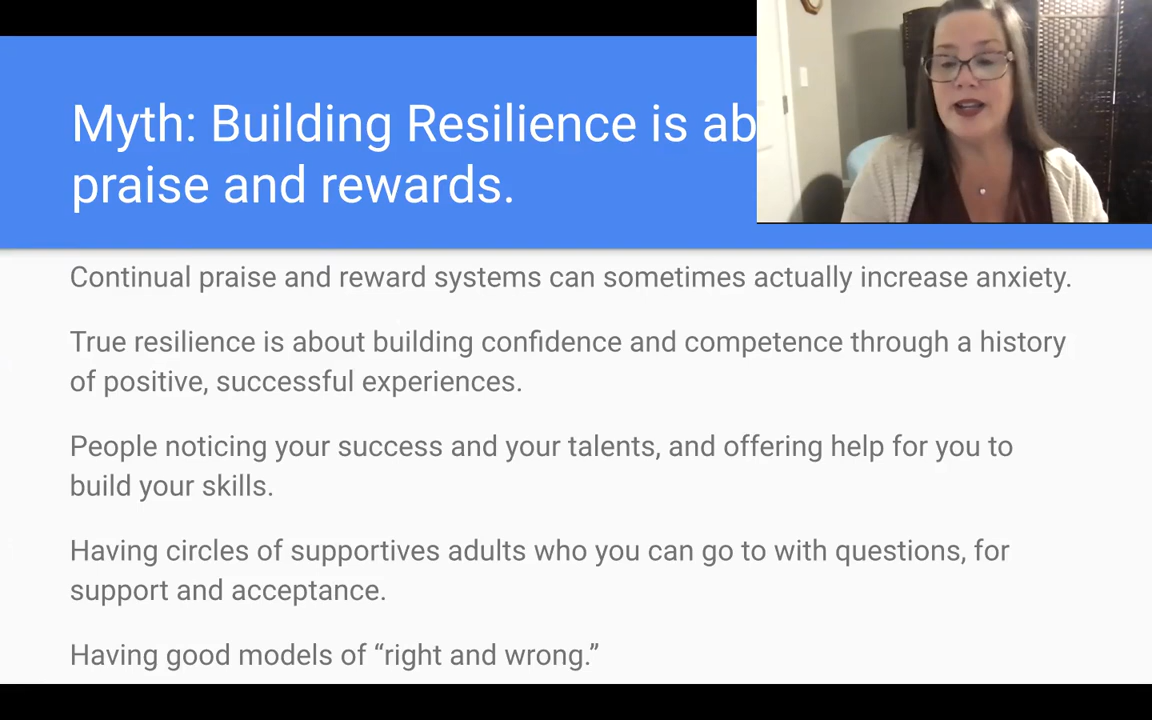 Myth: Building Resilience is ab
praise and rewards.
Continual praise and reward systems can sometimes actually increase anxiety.
True resilience is about building confidence and competence through a history
of positive, successful experiences.
People noticing your success and your talents, and offering help for you to
build your skills.
Having circles of supportives adults who you can go to with questions, for
support and acceptance.
Having good models of “right and wrong.”